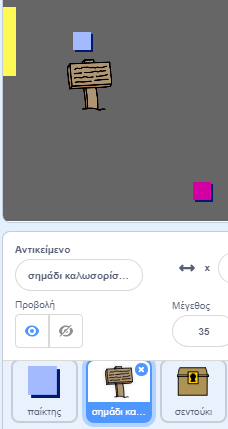 Αντικείμενο
σημάδι καλωσορίσ...
x
Προβολή
Μέγεθος
35
παίκτης
σημάδι κα...
σεντούκι